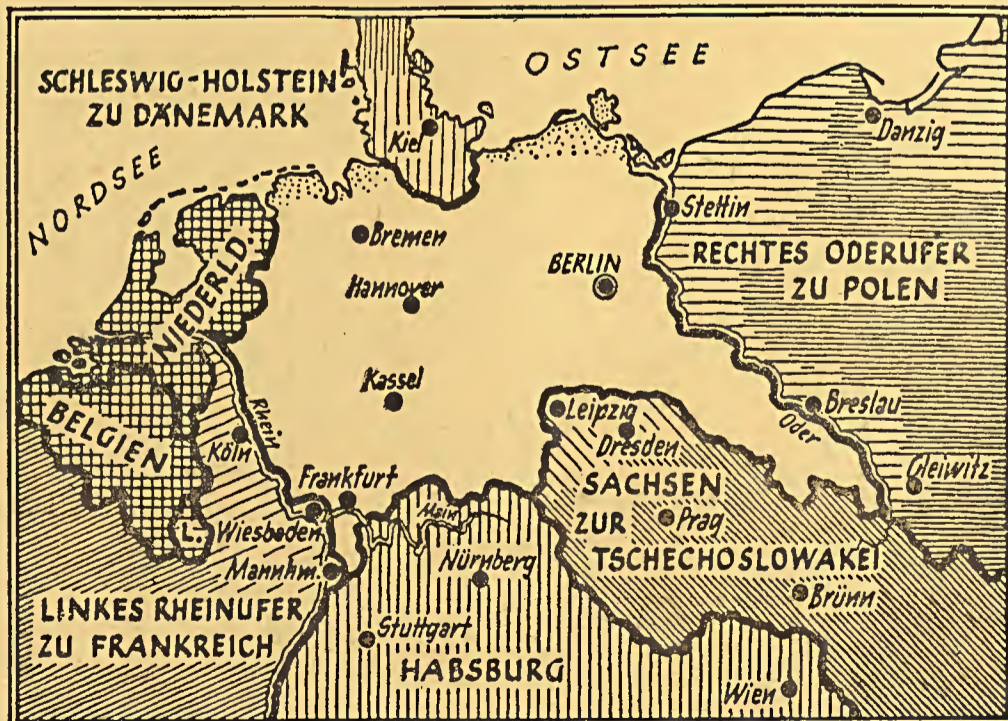 OSTSEE
SCHLESWIG-HOLSTEIN
ZU DÄNEMARK
Kiel
Danzig
NORDSEE
Stettin
Bremen
NIEDERLD.
RECHTES ODERUFER
ZU POLEN
BERLIN
Hannover
Kassel
BELGIEN
Rhein
Köln
Leipzig
Dresden
Oder
Breslau
Gleiwitz
Frankfurt
SACHSEN
L.
Wiesbaden
Main
ZUR
Prag
Mannhm.
Nürnberg
TSCHECHOSLOWAKEI
Brünn
LINKES RHEINUFER
ZU FRANKREICH
Stuttgart
HABSBURG
Wien